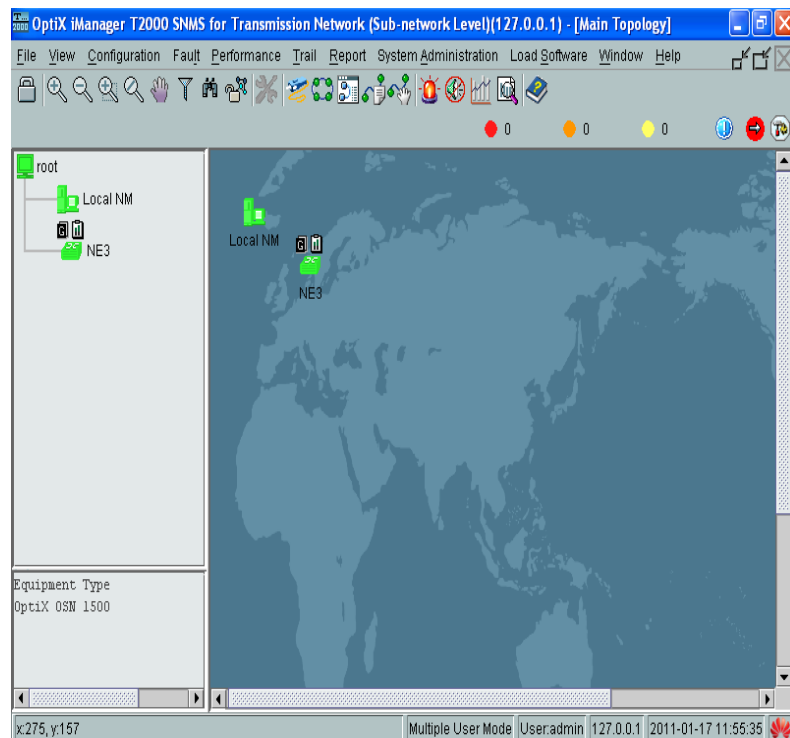 OptiX iManager T2000 SNMS for Transmission Network (Sub-network Level)(127.0.0.1) - [Main Topology]
File View Configuration Fault Performance Trail Report System Administration Load Software Window Help
0 0 0
root
Local NM
NE3
Local NM
NE3
Equipment Type
OptiX OSN 1500
x:275, y:157 Multiple User Mode User:admin 127.0.0.1 2011-01-17 11:55:35